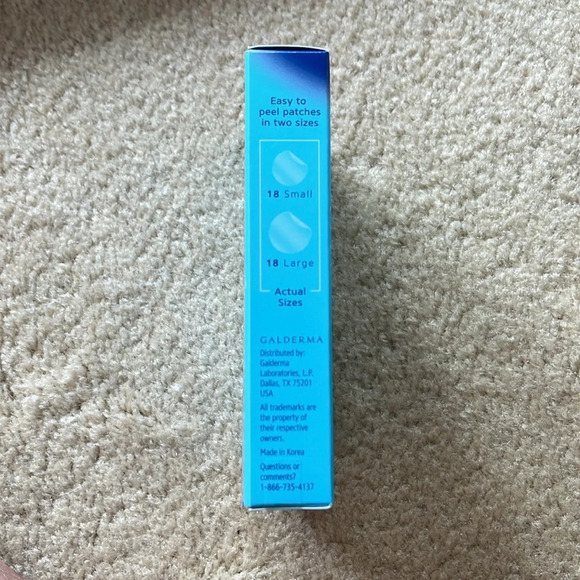 Easy to
peel patches
in two sizes
18 Small
18 Large
Actual
Sizes
GALDERMA
Distributed by:
Galderma
Laboratories, L.P.
Dallas, TX 75201
USA
All trademarks are
the property of
their respective
owners.
Made in Korea
Questions or
comments?
1-866-735-4137